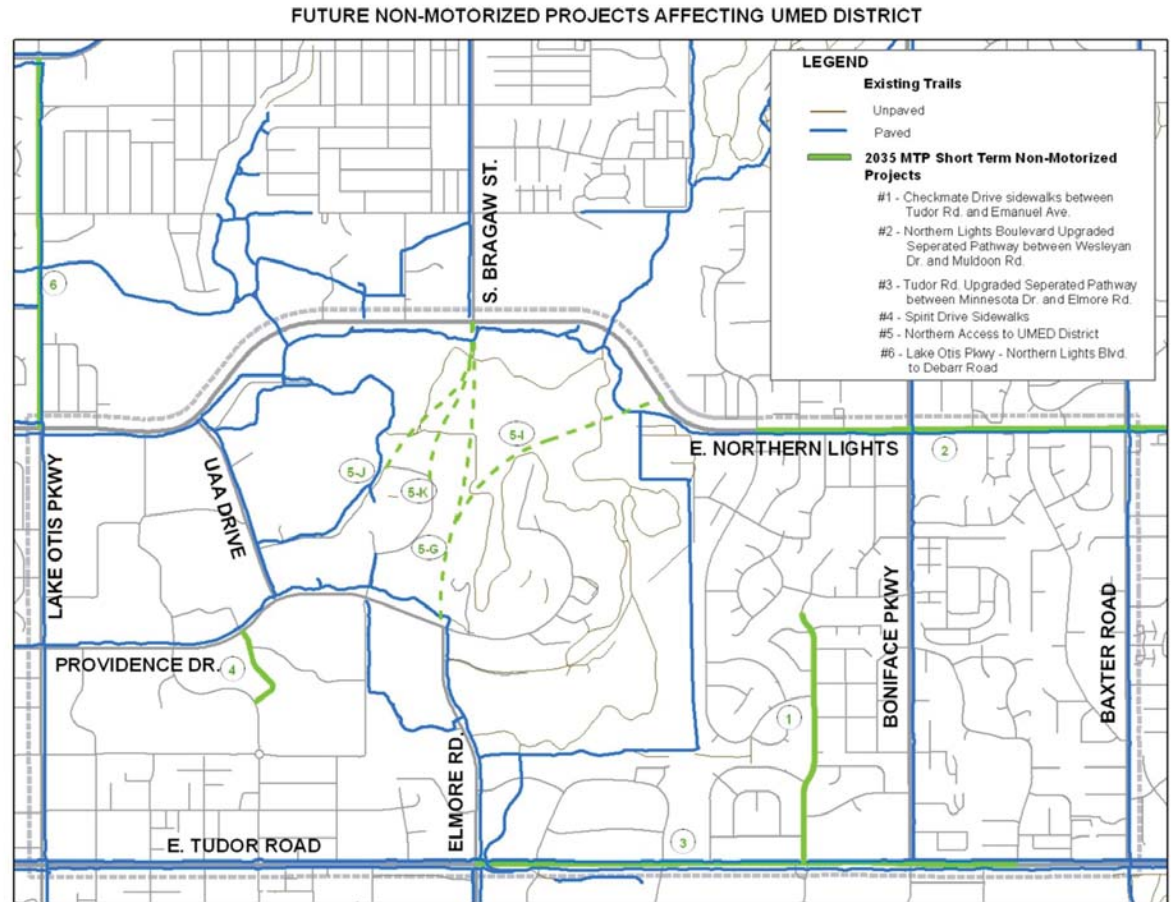 FUTURE NON-MOTORIZED PROJECTS AFFECTING UMED DISTRICT
LEGEND
Existing Trails
Unpaved
Paved
2035 MTP Short Term Non-Motorized
Projects
#1 - Checkmate Drive sidewalks between
Tudor Rd. and Emanuel Ave.
#2 - Northern Lights Boulevard Upgraded
Seperated Pathway between Wesleyan
Dr. and Muldoon Rd.
#3 - Tudor Rd. Upgraded Seperated Pathway
between Minnesota Dr. and Elmore Rd.
#4 - Spirit Drive Sidewalks
#5 - Northern Access to UMED District
#6 - Lake Otis Pkwy - Northern Lights Blvd.
to Debarr Road
S. BRAGAW ST.
6
5-I
E. NORTHERN LIGHTS
2
5-J
5-K
UAA DRIVE
5-G
LAKE OTIS PKWY
BONIFACE PKWY
BAXTER ROAD
PROVIDENCE DR.
4
1
ELMORE RD.
E. TUDOR ROAD
3